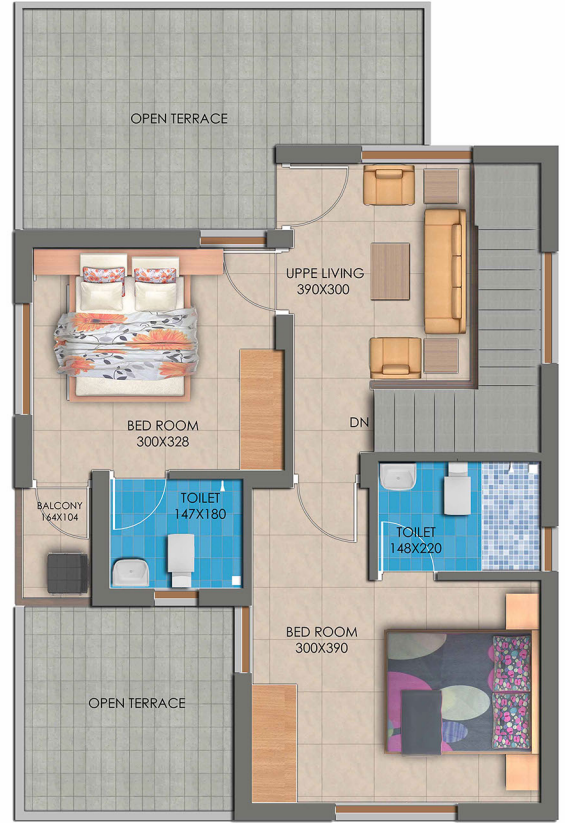 OPEN TERRACE
UPPE LIVING
390X300
BED ROOM
300X328
DN
BALCONY
164X104
TOILET
147X180
TOILET
148X220
BED ROOM
300X390
OPEN TERRACE